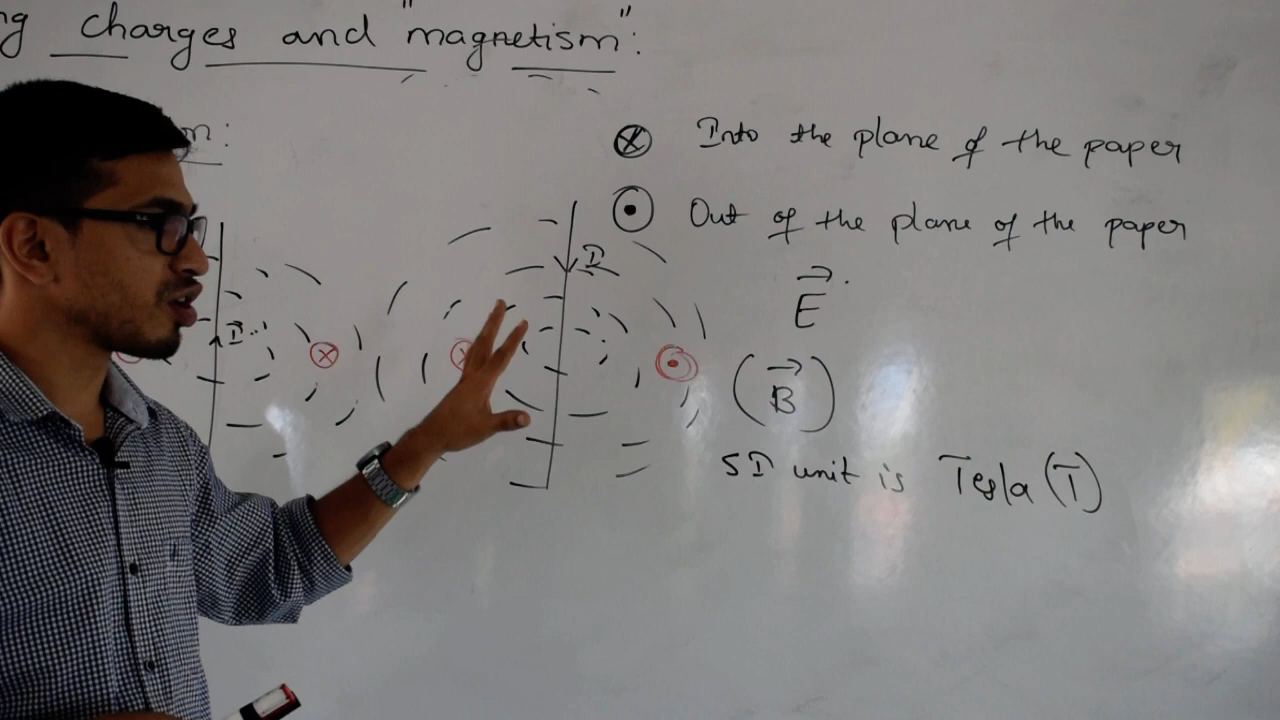 charges and "magnetism":
⊗ Into the plane of the paper
⊙ Out of the plane of the paper
I
E⃗
I
(B⃗)
SI unit is Tesla (T)